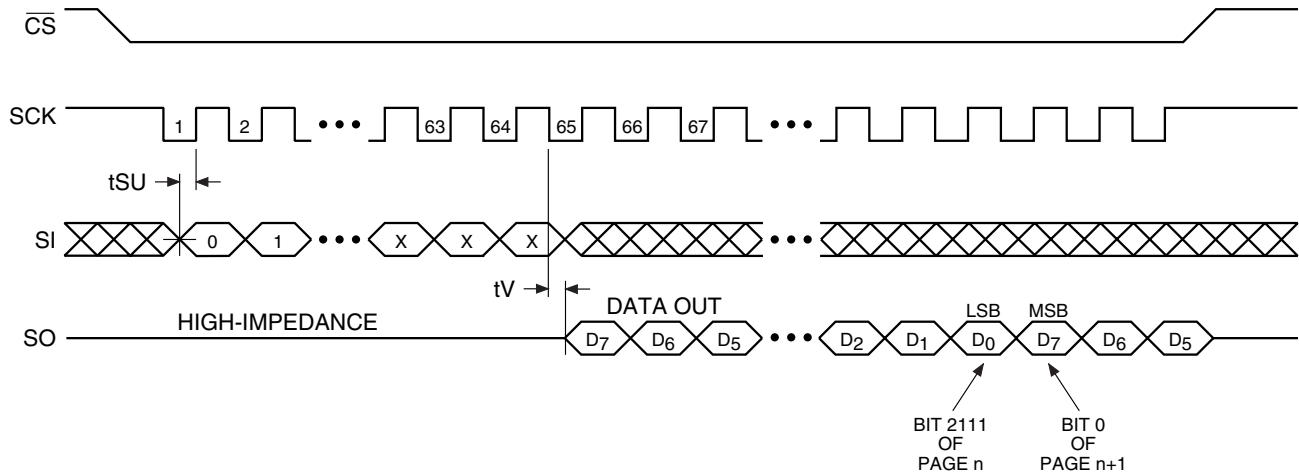 CS
SCK 1 2 ••• 63 64 65 66 67 •••
tSU
SI 0 1 ••• X X X •••
tV
DATA OUT
HIGH-IMPEDANCE
LSB MSB
SO D7 D6 D5 ••• D2 D1 D0 D7 D6 D5
BIT 2111
OF
PAGE n
BIT 0
OF
PAGE n+1